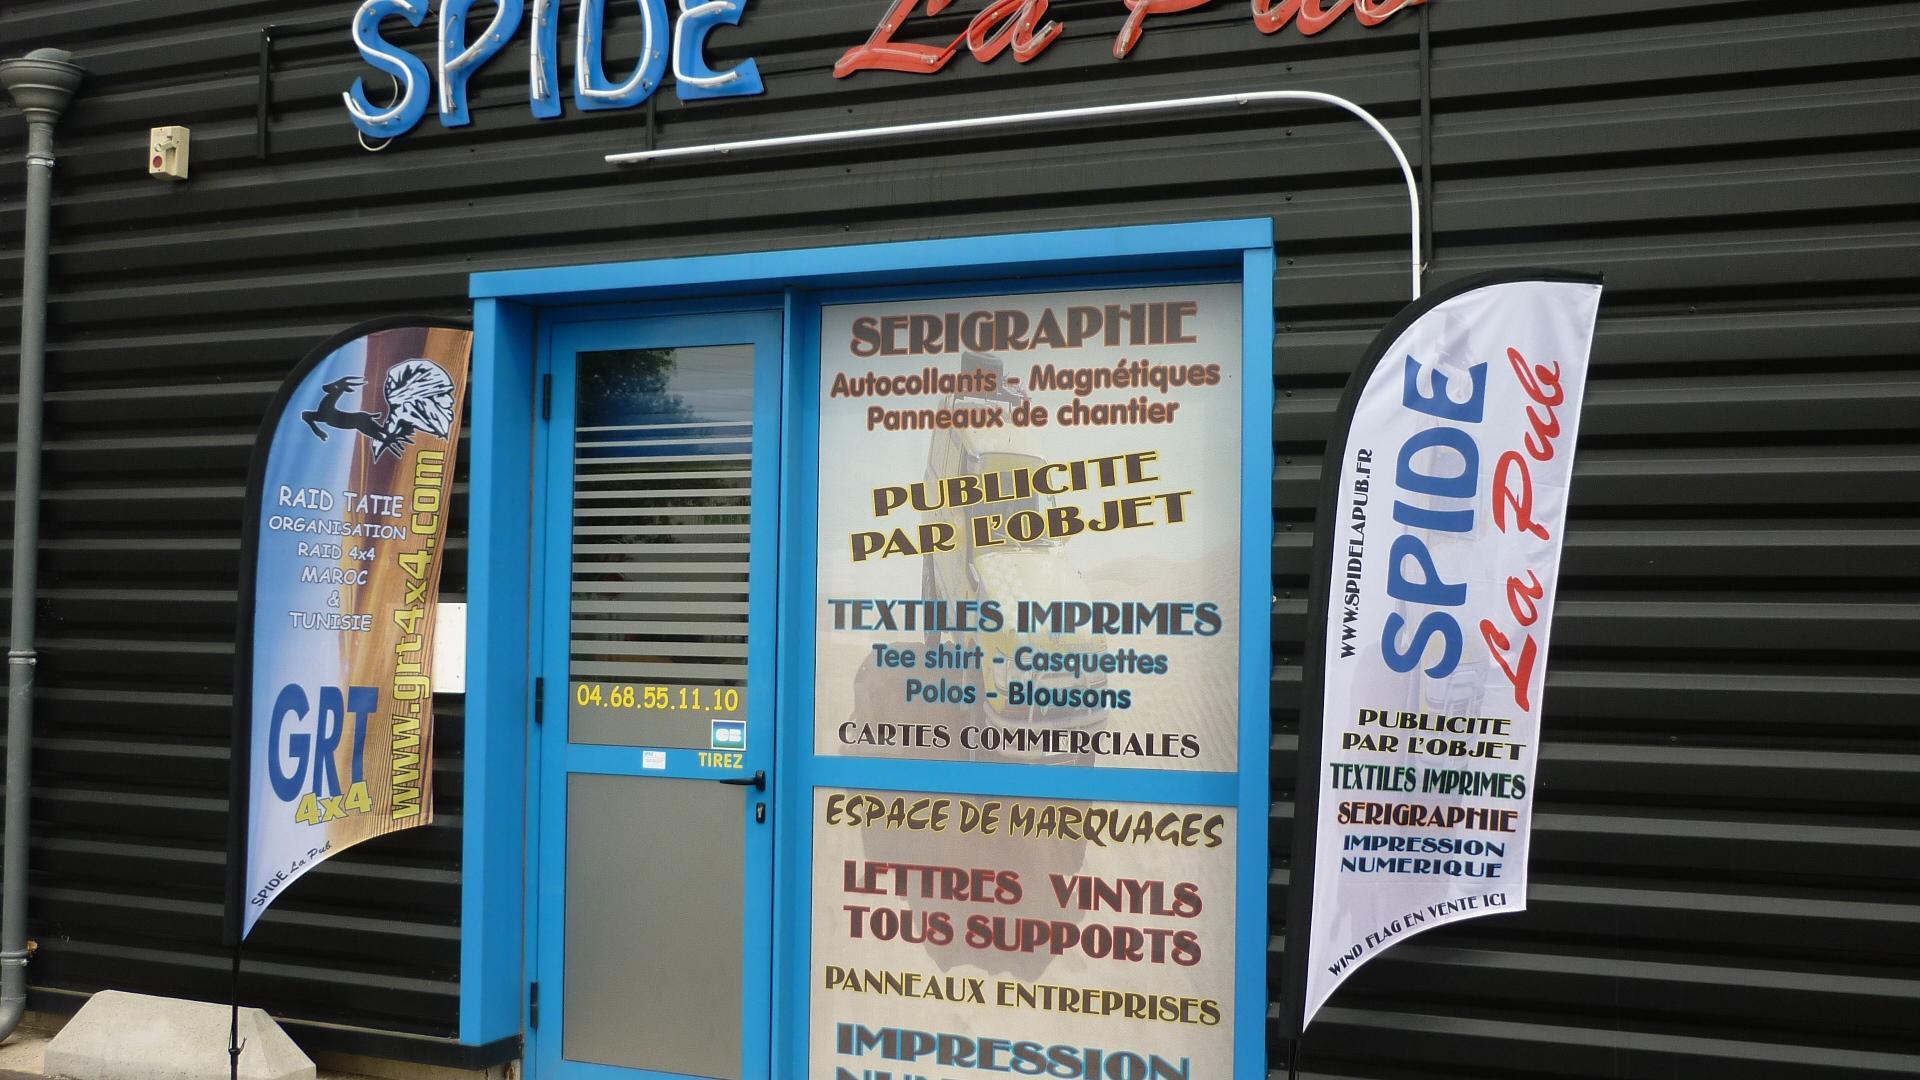 SPIDE La Pub
RAID TATIE
ORGANISATION
RAID 4x4
MAROC
&
TUNISIE
www.grt4x4.com
GRT
4x4
SPIDE La Pub
04.68.55.11.10
CB
TIREZ
SERIGRAPHIE
Autocollants - Magnétiques
Panneaux de chantier
PUBLICITE
PAR L'OBJET
TEXTILES IMPRIMES
Tee shirt - Casquettes
Polos - Blousons
CARTES COMMERCIALES
ESPACE DE MARQUAGES
LETTRES VINYLS
TOUS SUPPORTS
PANNEAUX ENTREPRISES
IMPRESSION
WWW.SPIDELAPUB.FR
SPIDE
La Pub
PUBLICITE
PAR L'OBJET
TEXTILES IMPRIMES
SERIGRAPHIE
IMPRESSION
NUMERIQUE
WIND FLAG EN VENTE ICI